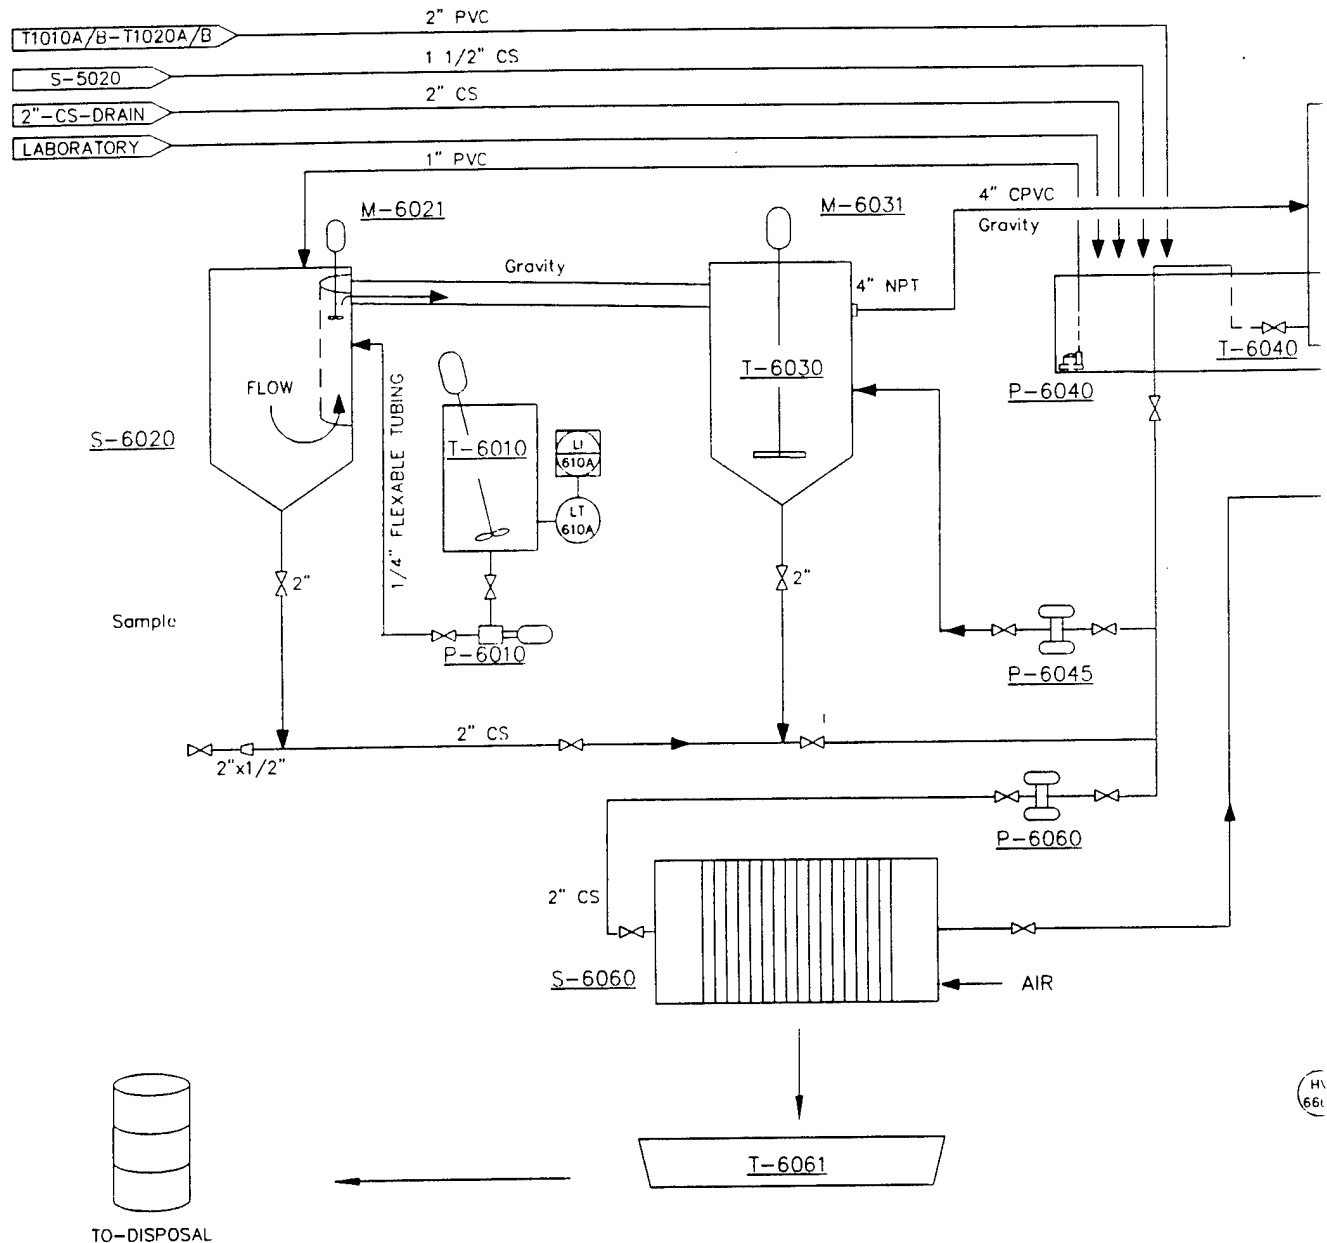 2" PVC
T1010A/B-T1020A/B
1 1/2" CS
S-5020
2" CS
2"-CS-DRAIN
LABORATORY
1" PVC
M-6021
M-6031
4" CPVC
Gravity
Gravity
4" NPT
T-6040
T-6030
P-6040
FLOW
1/4" FLEXABLE TUBING
S-6020
T-6010
LI
610A
LT
610A
2"
2"
Sample
P-6010
P-6045
2" CS
2"x1/2"
P-6060
2" CS
S-6060
AIR
T-6061
TO-DISPOSAL